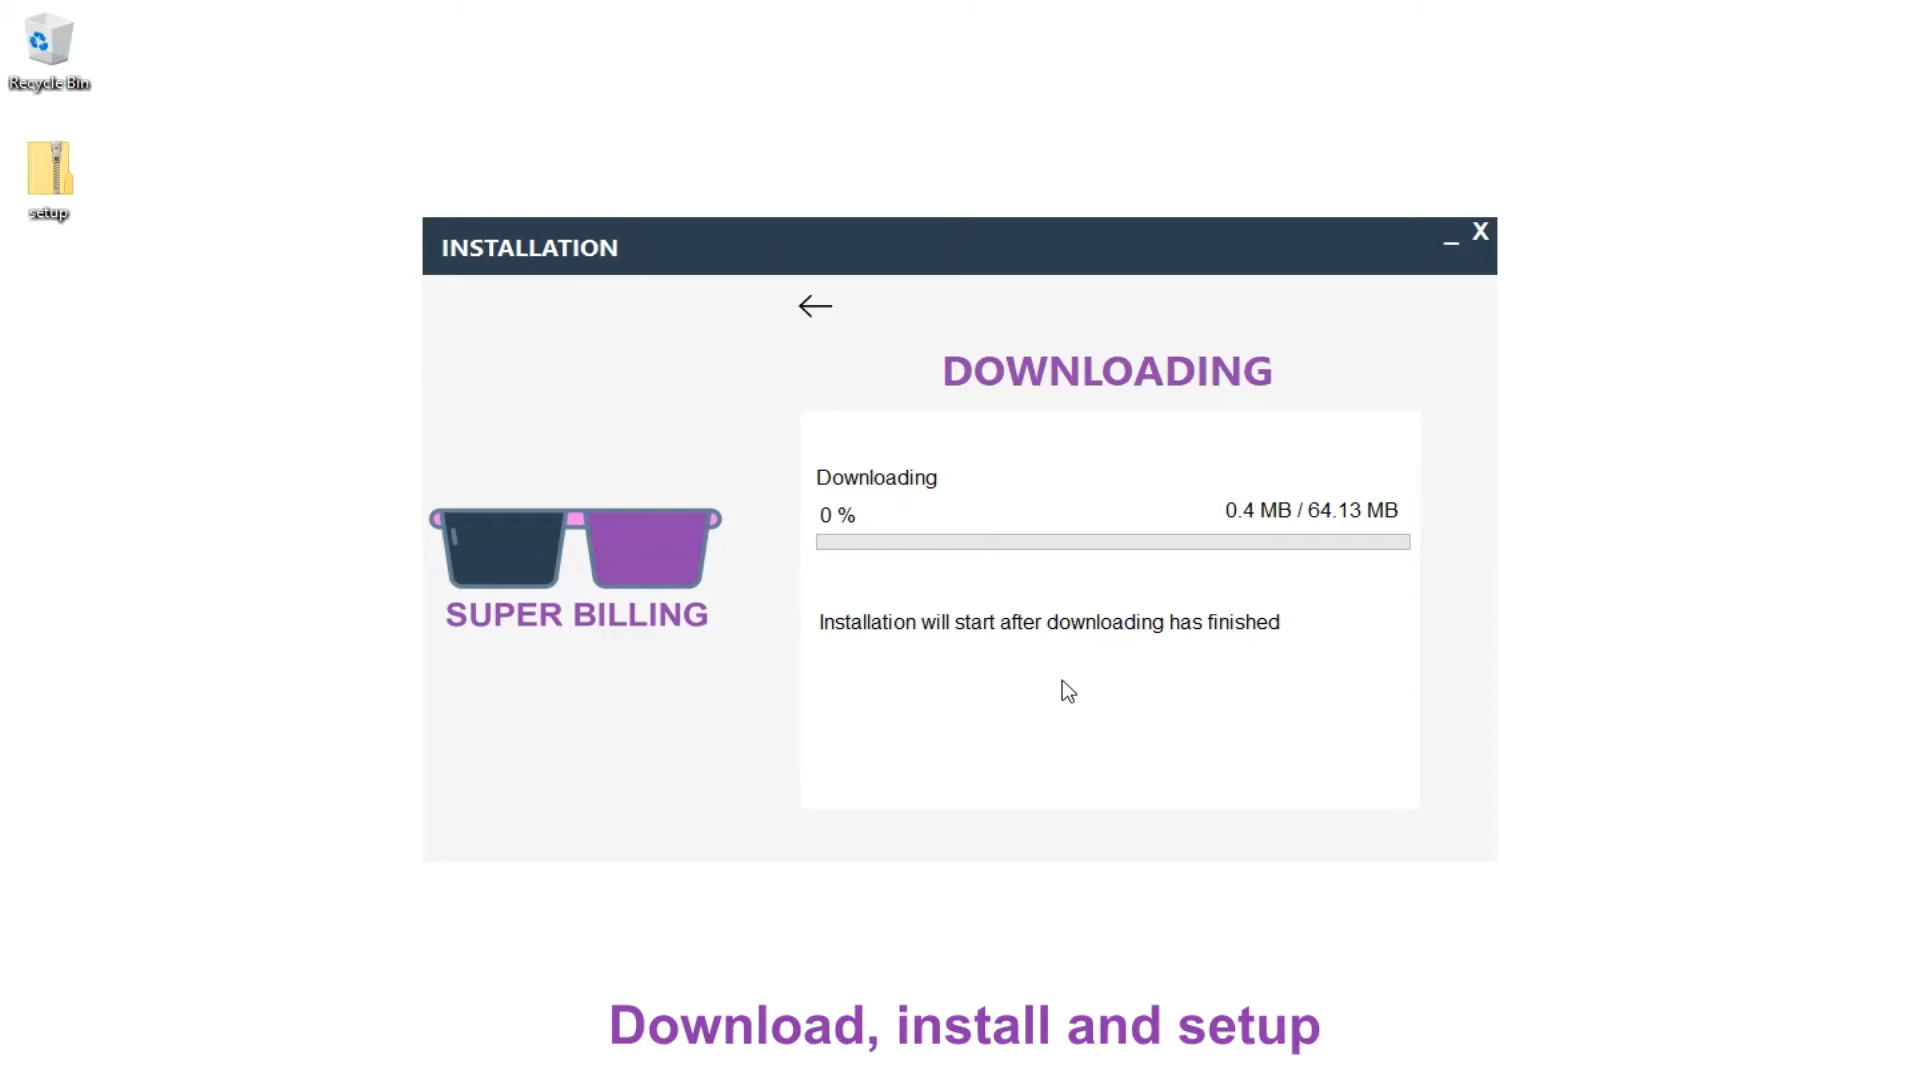 Recycle Bin
setup
INSTALLATION
_ X
DOWNLOADING
Downloading
0 %
0.4 MB / 64.13 MB
Installation will start after downloading has finished
SUPER BILLING
Download, install and setup